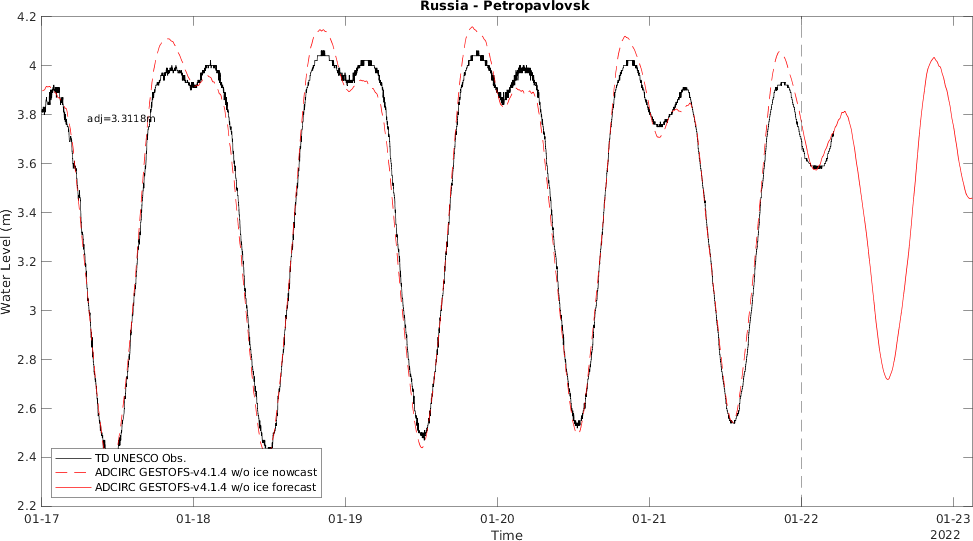 Russia - Petropavlovsk
4.2
4
3.8
3.6
3.4
3.2
3
2.8
2.6
2.4
2.2
Water Level (m)
adj=3.3118m
TD UNESCO Obs.
ADCIRC GESTOFS-v4.1.4 w/o ice nowcast
ADCIRC GESTOFS-v4.1.4 w/o ice forecast
01-17 01-18 01-19 01-20 01-21 01-22 01-23
Time 2022